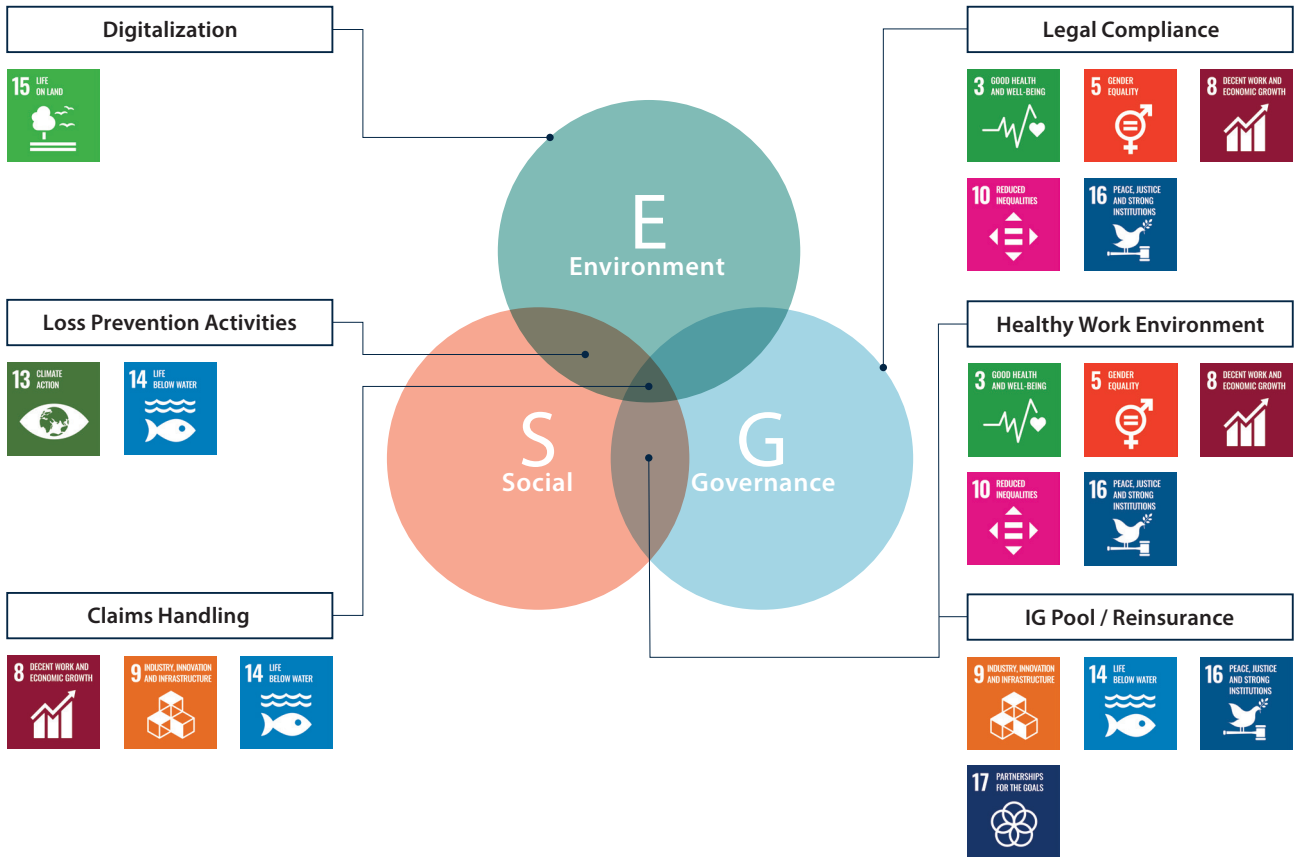 Digitalization
15 LIFE
ON LAND
Loss Prevention Activities
13 CLIMATE
ACTION
14 LIFE
BELOW WATER
Claims Handling
8 DECENT WORK AND
ECONOMIC GROWTH
9 INDUSTRY, INNOVATION
AND INFRASTRUCTURE
14 LIFE
BELOW WATER
E
Environment
S
Social
G
Governance
Legal Compliance
3 GOOD HEALTH
AND WELL-BEING
5 GENDER
EQUALITY
8 DECENT WORK AND
ECONOMIC GROWTH
10 REDUCED
INEQUALITIES
16 PEACE, JUSTICE
AND STRONG
INSTITUTIONS
Healthy Work Environment
3 GOOD HEALTH
AND WELL-BEING
5 GENDER
EQUALITY
8 DECENT WORK AND
ECONOMIC GROWTH
10 REDUCED
INEQUALITIES
16 PEACE, JUSTICE
AND STRONG
INSTITUTIONS
IG Pool / Reinsurance
9 INDUSTRY, INNOVATION
AND INFRASTRUCTURE
14 LIFE
BELOW WATER
16 PEACE, JUSTICE
AND STRONG
INSTITUTIONS
17 PARTNERSHIPS
FOR THE GOALS